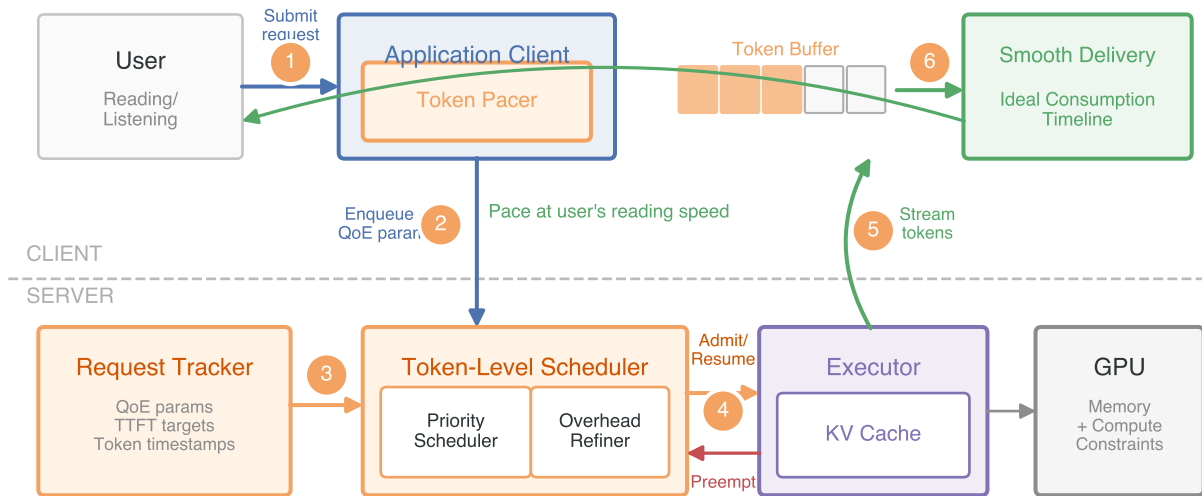 Submit
request
1
User
Reading/
Listening
Application Client
Token Pacer
Token Buffer
6
Smooth Delivery
Ideal Consumption
Timeline
Enqueue
QoE param
2
Pace at user's reading speed
5
Stream
tokens
CLIENT
SERVER
Request Tracker
QoE params
TTFT targets
Token timestamps
3
Token-Level Scheduler
Priority
Scheduler
Overhead
Refiner
Admit/
Resume
4
Preempt
Executor
KV Cache
GPU
Memory
+ Compute
Constraints